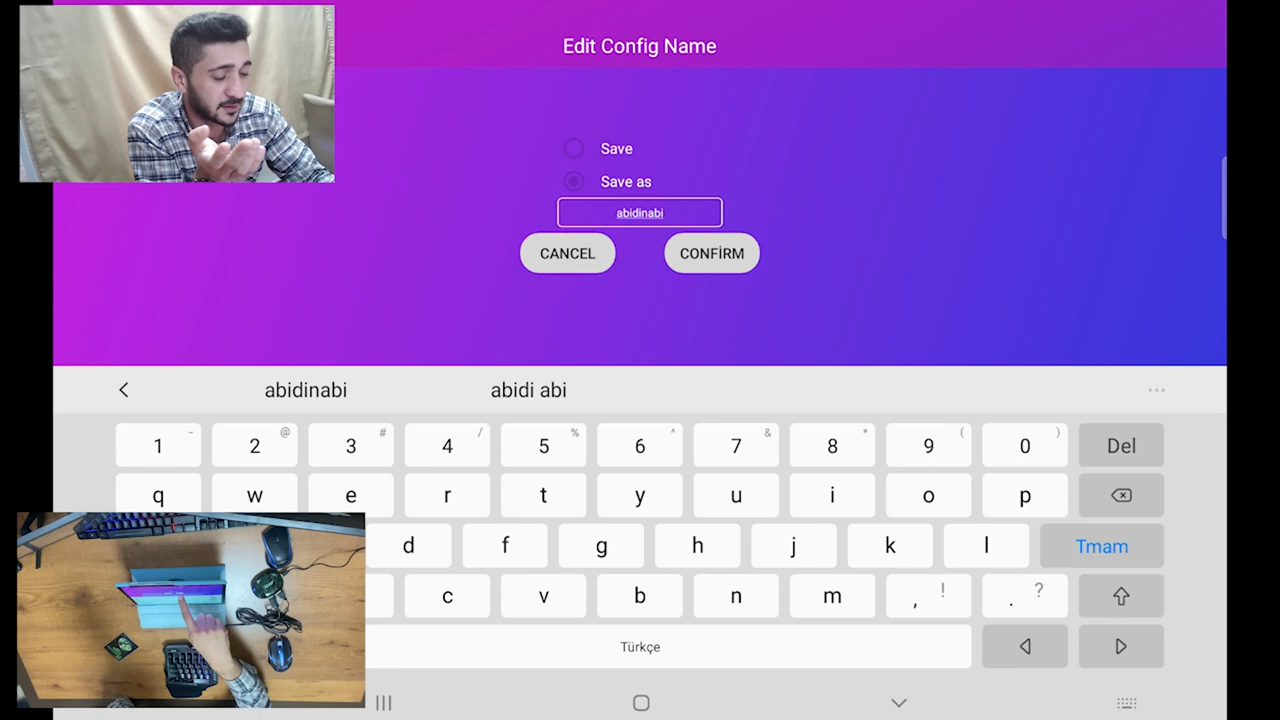 Edit Config Name
Save
Save as
abidinabi
CANCEL CONFİRM
abidinabi abidi abi
1 - 2 @ 3 # 4 / 5 % 6 ^ 7 & 8 * 9 ( 0 ) Del
q w e r t y u i o p
d f g h j k l Tmam
c v b n m , ! . ?
Türkçe